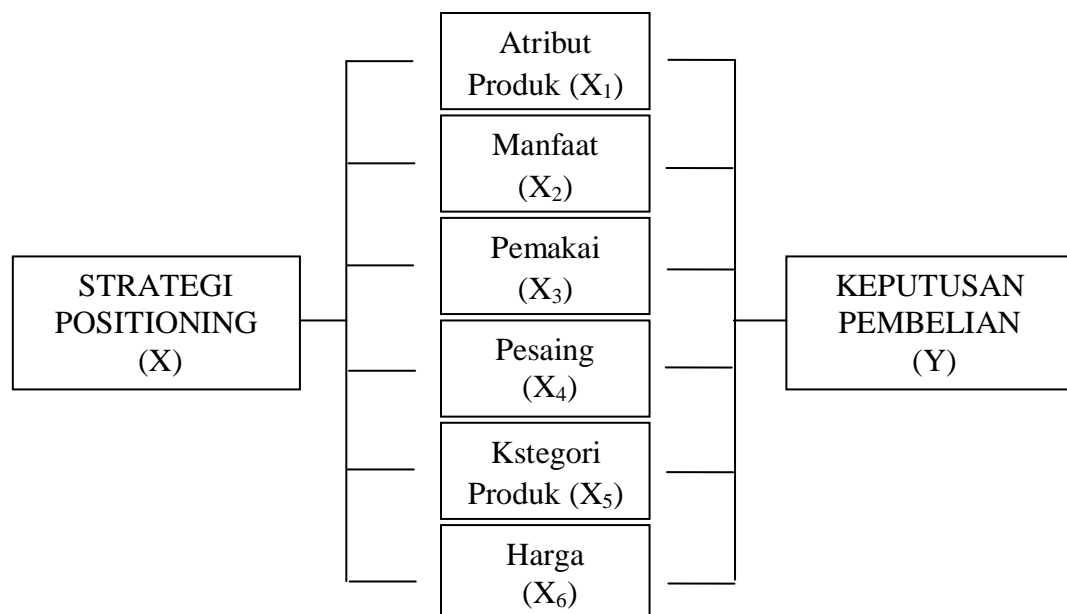 STRATEGI
POSITIONING
(X)
Atribut
Produk (X₁)
Manfaat
(X₂)
Pemakai
(X₃)
Pesaing
(X₄)
Kstegori
Produk (X₅)
Harga
(X₆)
KEPUTUSAN
PEMBELIAN
(Y)